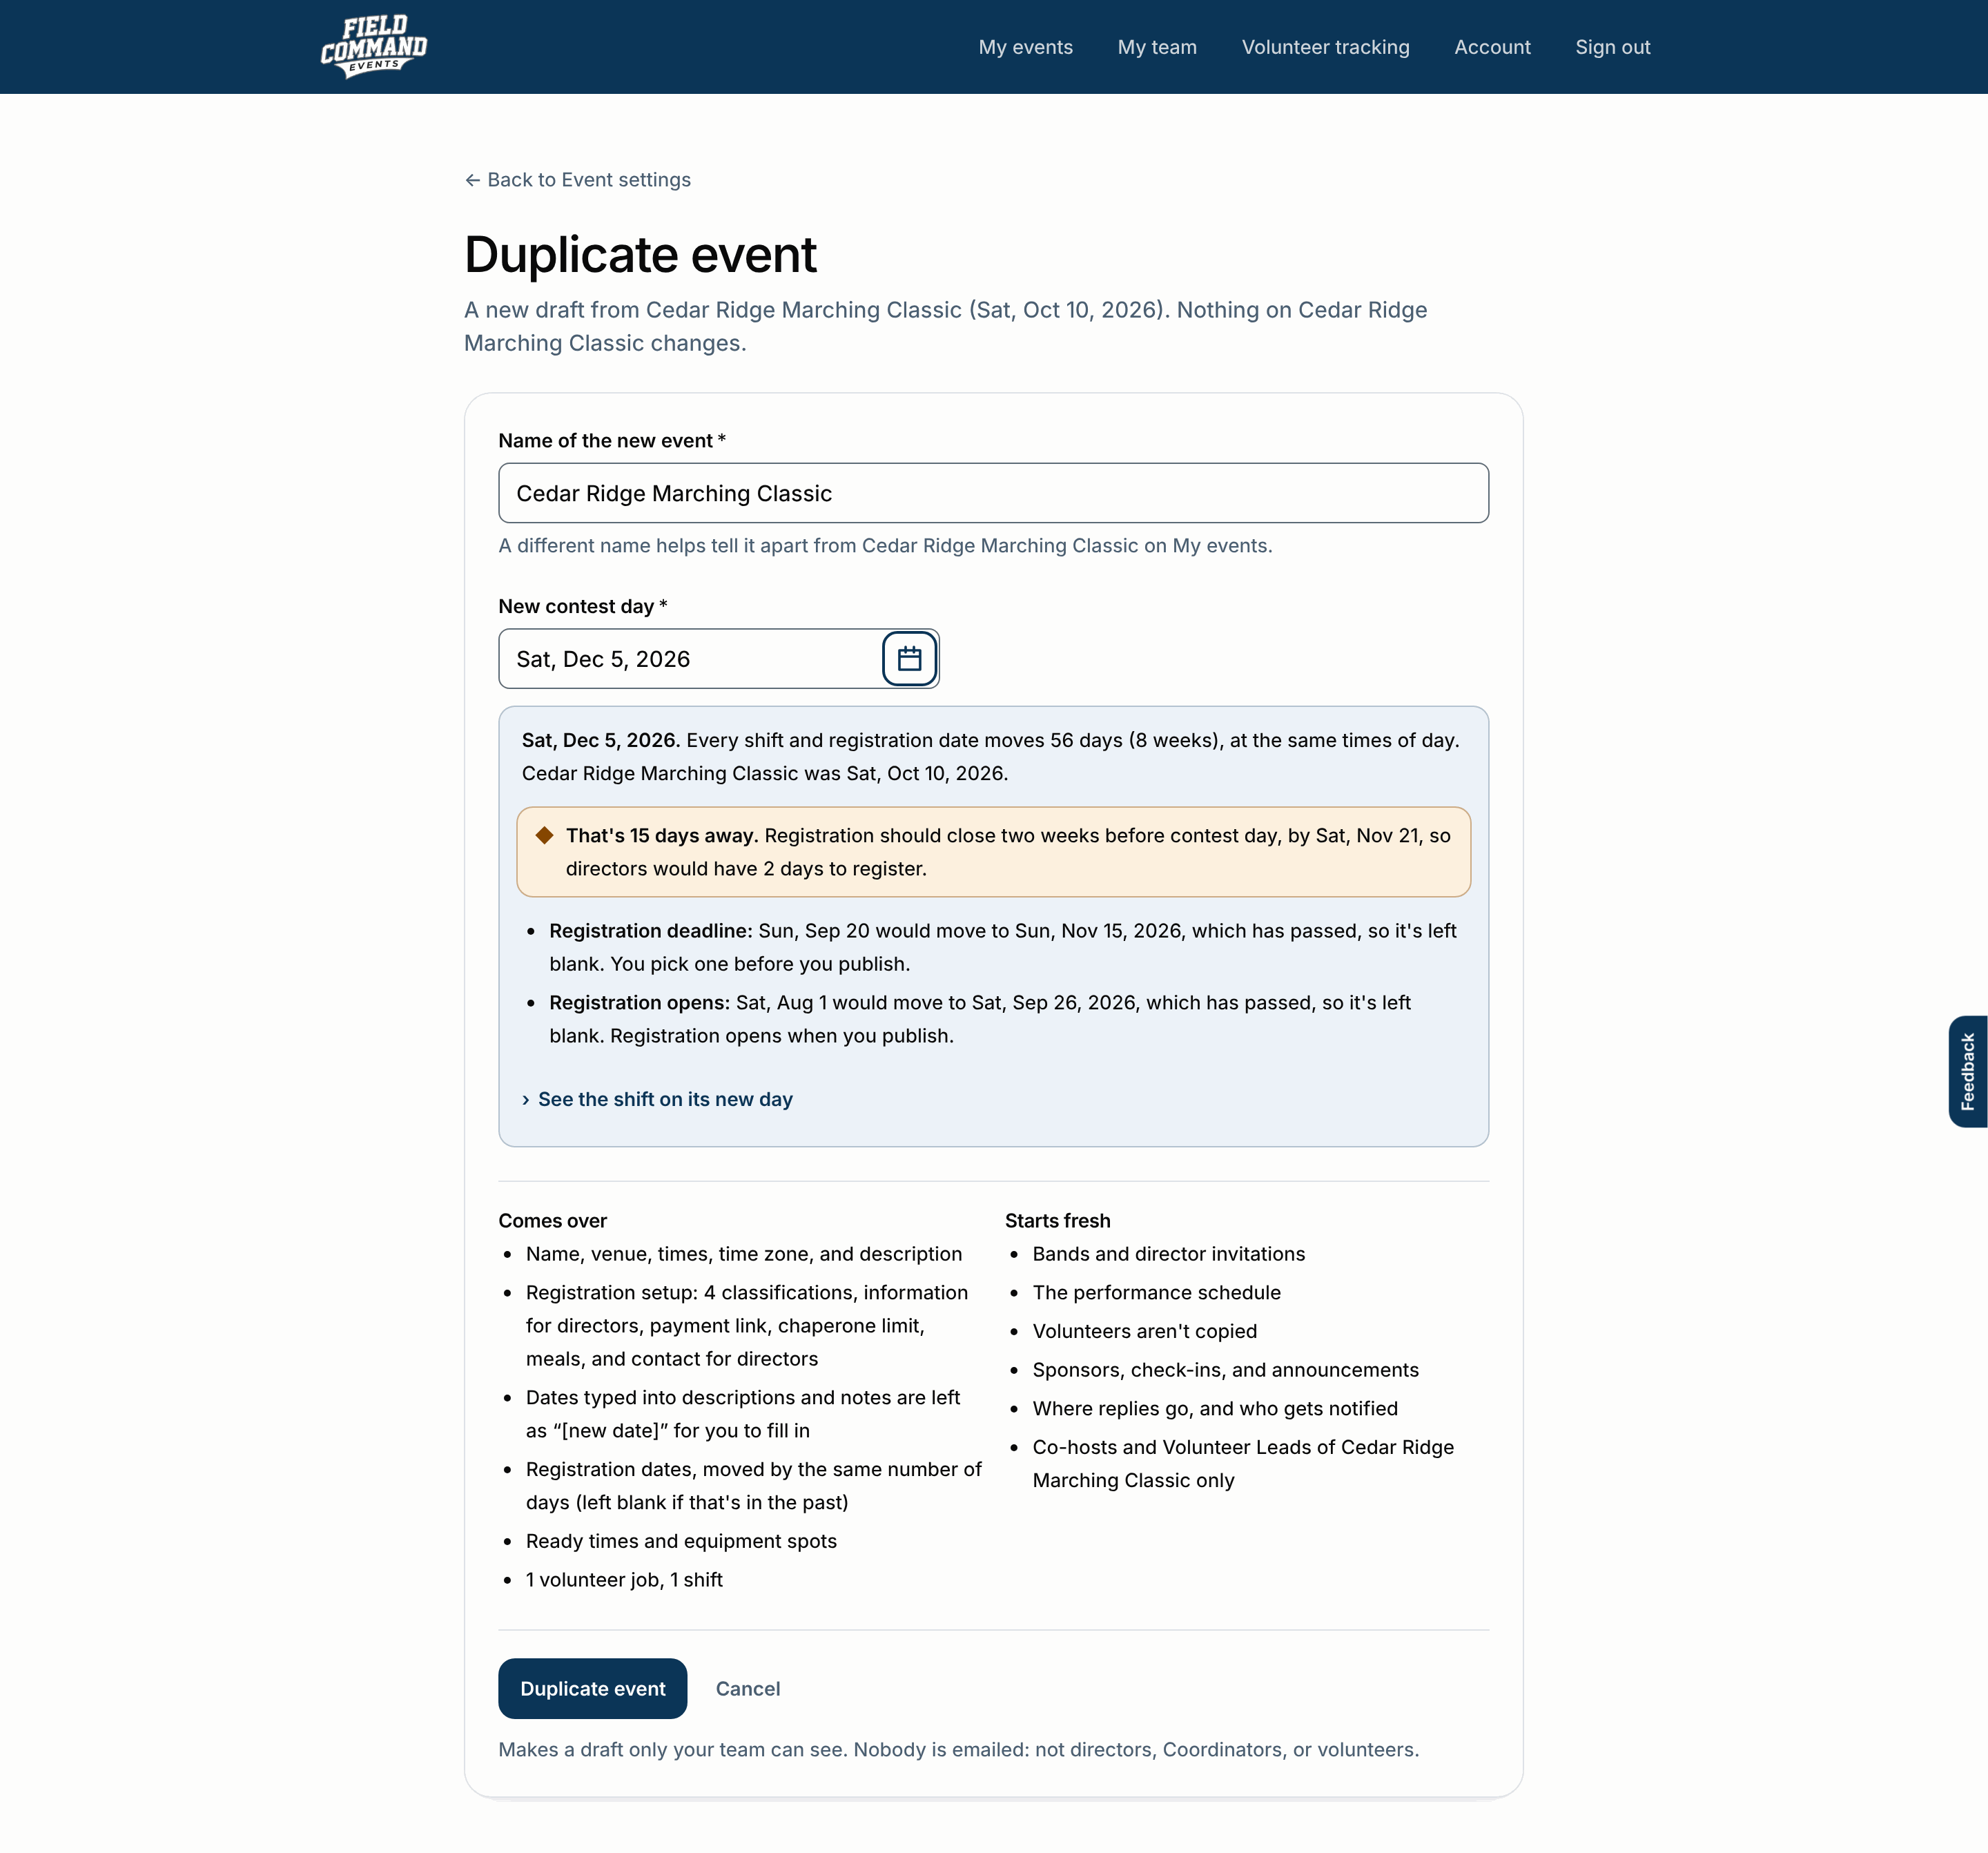 FIELD
COMMAND
EVENTS
My events
My team
Volunteer tracking
Account
Sign out
← Back to Event settings
Duplicate event
A new draft from Cedar Ridge Marching Classic (Sat, Oct 10, 2026). Nothing on Cedar Ridge
Marching Classic changes.
Name of the new event *
Cedar Ridge Marching Classic
A different name helps tell it apart from Cedar Ridge Marching Classic on My events.
New contest day *
Sat, Dec 5, 2026
Sat, Dec 5, 2026. Every shift and registration date moves 56 days (8 weeks), at the same times of day.
Cedar Ridge Marching Classic was Sat, Oct 10, 2026.
◆ That's 15 days away. Registration should close two weeks before contest day, by Sat, Nov 21, so
directors would have 2 days to register.
• Registration deadline: Sun, Sep 20 would move to Sun, Nov 15, 2026, which has passed, so it's left
blank. You pick one before you publish.
• Registration opens: Sat, Aug 1 would move to Sat, Sep 26, 2026, which has passed, so it's left
blank. Registration opens when you publish.
› See the shift on its new day
Comes over
• Name, venue, times, time zone, and description
• Registration setup: 4 classifications, information
for directors, payment link, chaperone limit,
meals, and contact for directors
• Dates typed into descriptions and notes are left
as “[new date]” for you to fill in
• Registration dates, moved by the same number of
days (left blank if that's in the past)
• Ready times and equipment spots
• 1 volunteer job, 1 shift
Starts fresh
• Bands and director invitations
• The performance schedule
• Volunteers aren't copied
• Sponsors, check-ins, and announcements
• Where replies go, and who gets notified
• Co-hosts and Volunteer Leads of Cedar Ridge
Marching Classic only
Duplicate event
Cancel
Makes a draft only your team can see. Nobody is emailed: not directors, Coordinators, or volunteers.
Feedback